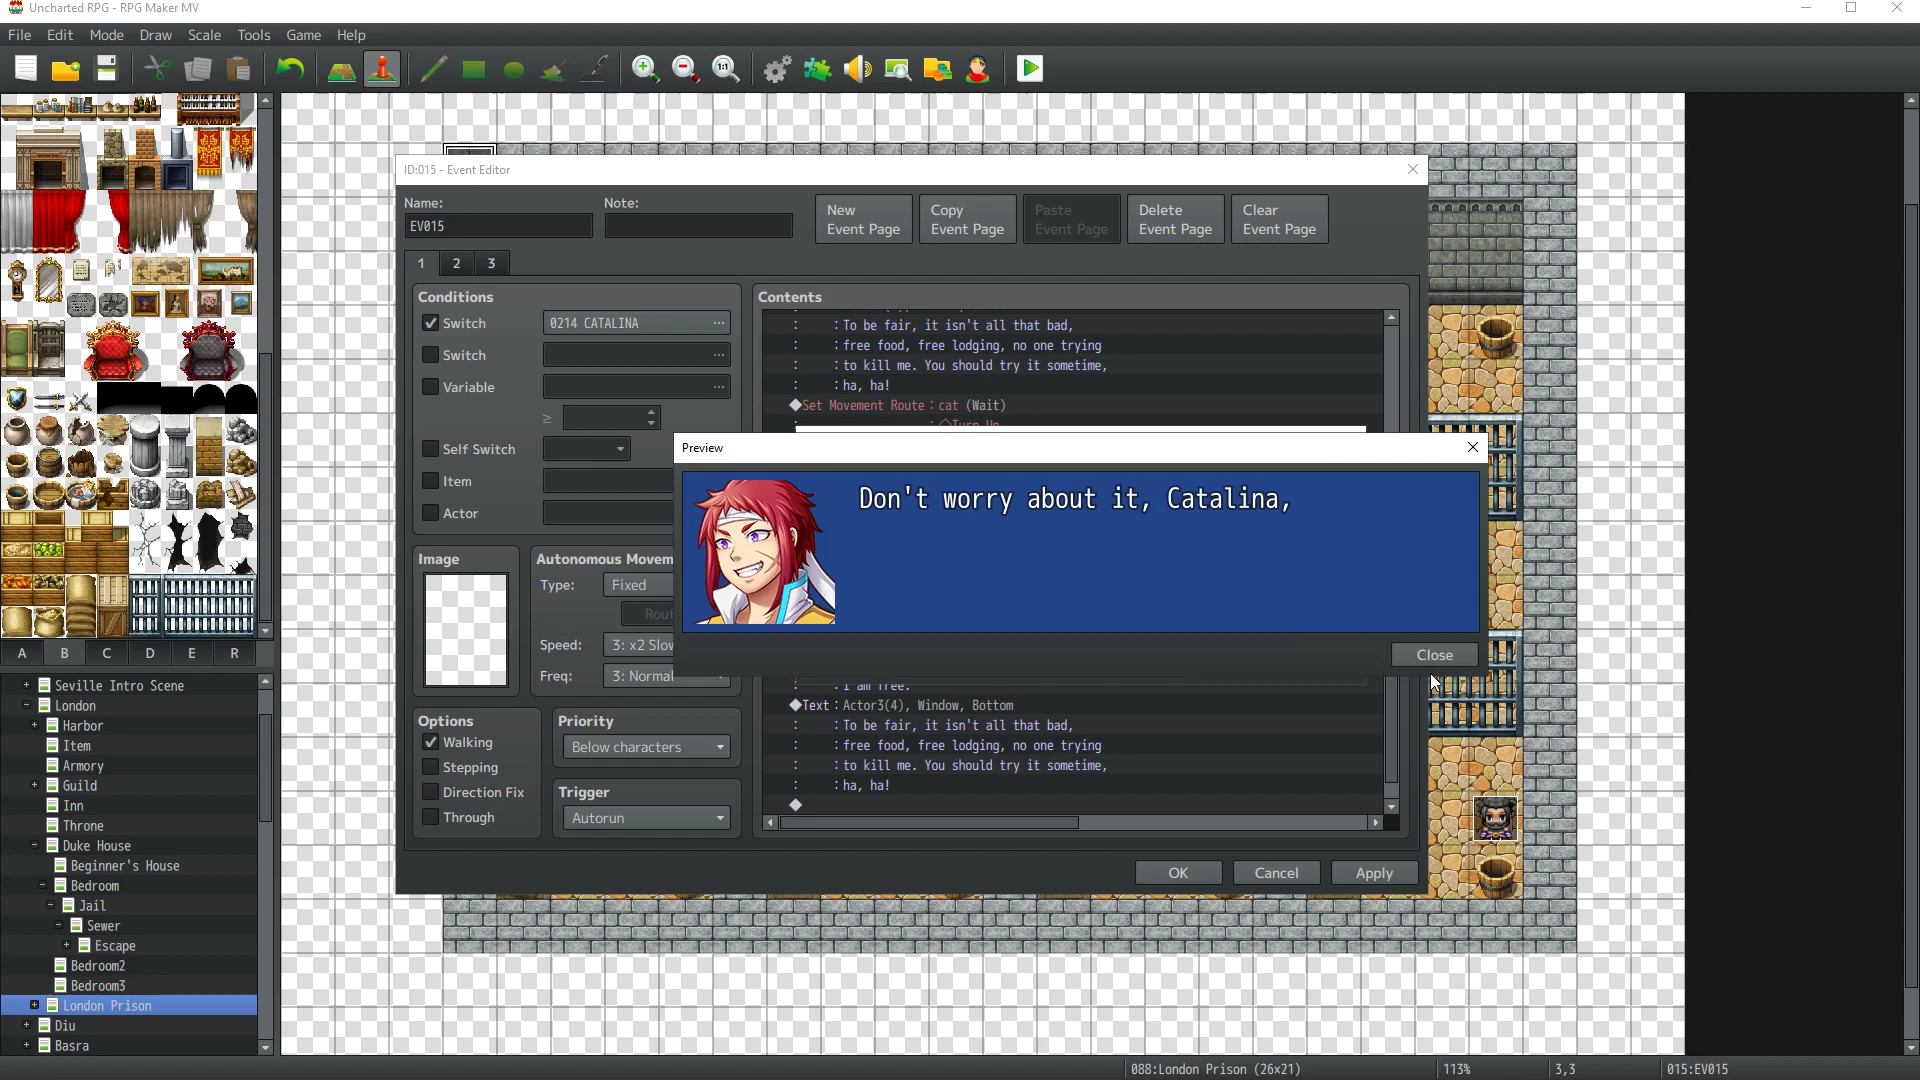 Uncharted RPG - RPG Maker MV
File Edit Mode Draw Scale Tools Game Help
1:1
ID:015 - Event Editor
Name:
EV015
Note:
New
Event Page
Copy
Event Page
Paste
Event Page
Delete
Event Page
Clear
Event Page
1 2 3
Conditions
Switch
0214 CATALINA
...
Switch
...
Variable
...
≥
Self Switch
Item
Actor
Image
Autonomous Movem
Type:
Fixed
Rout
Speed:
3: x2 Slow
Freq:
3: Normal
Options
Walking
Stepping
Direction Fix
Through
Priority
Below characters
Trigger
Autorun
Contents
: : To be fair, it isn't all that bad,
: : free food, free lodging, no one trying
: : to kill me. You should try it sometime,
: : ha, ha!
◆Set Movement Route : cat (Wait)
: : ◇Turn Up
Preview
Don't worry about it, Catalina,
Close
: : I am free.
◆Text : Actor3(4), Window, Bottom
: : To be fair, it isn't all that bad,
: : free food, free lodging, no one trying
: : to kill me. You should try it sometime,
: : ha, ha!
◆
OK
Cancel
Apply
A B C D E R
Seville Intro Scene
London
Harbor
Item
Armory
Guild
Inn
Throne
Duke House
Beginner's House
Bedroom
Jail
Sewer
Escape
Bedroom2
Bedroom3
London Prison
Diu
Basra
088:London Prison (26x21)
113%
3,3
015:EV015